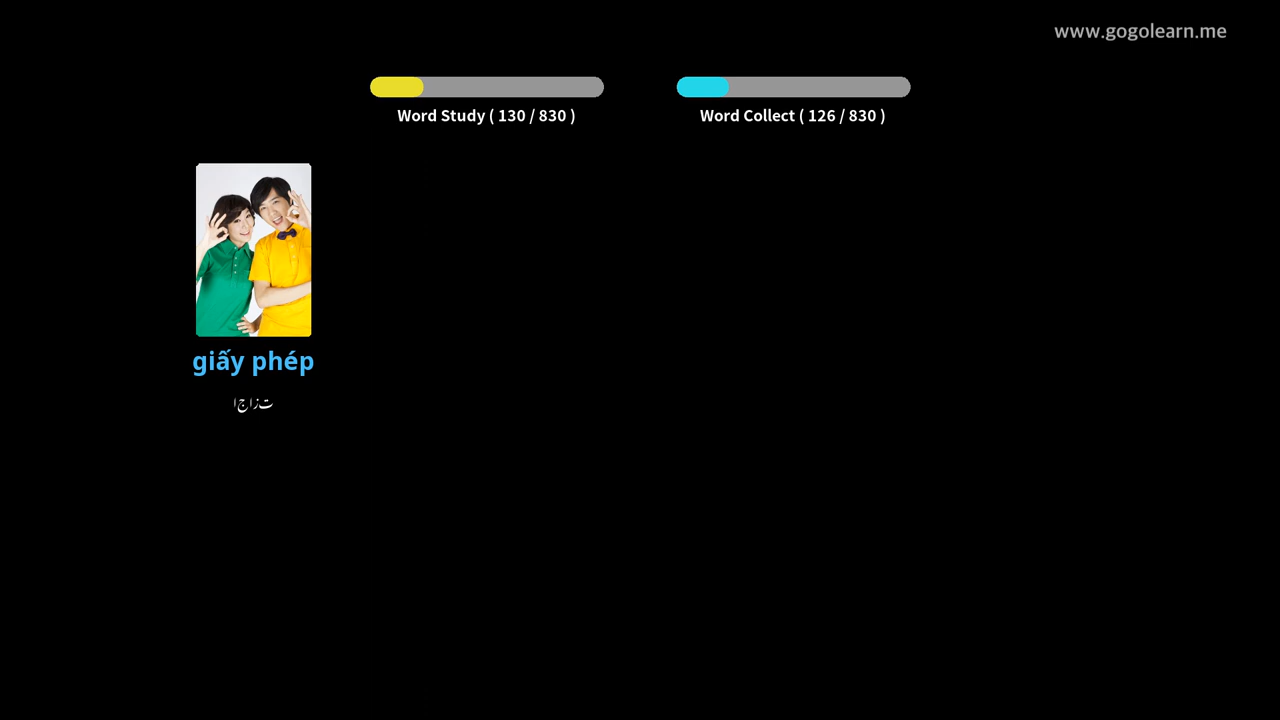 www.gogolearn.me
Word Study ( 130 / 830 )
Word Collect ( 126 / 830 )
giấy phép
اجازت